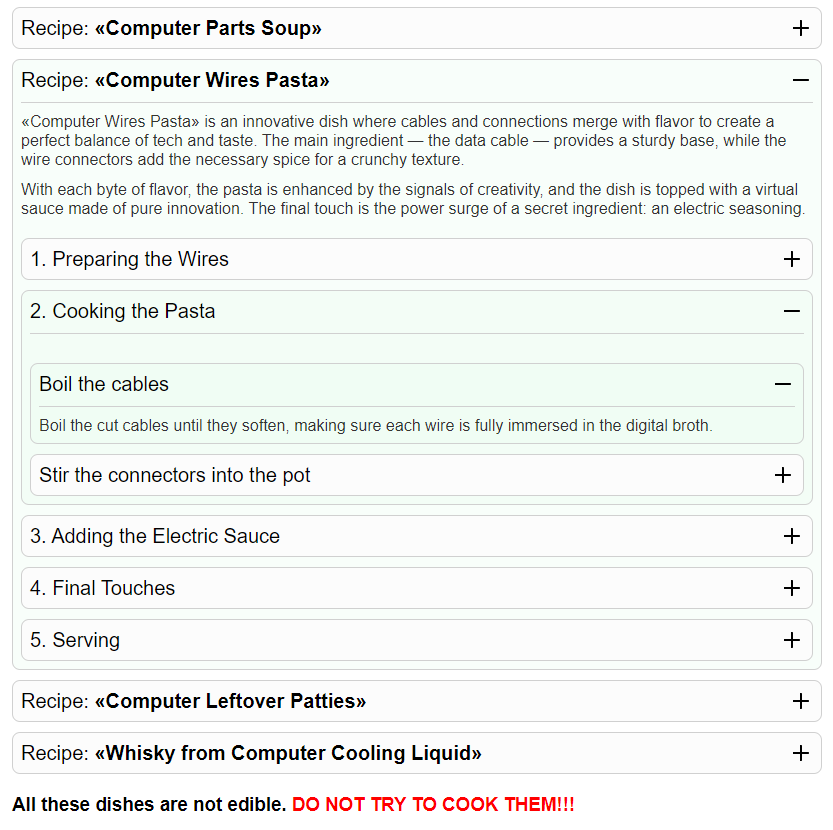 Recipe: «Computer Parts Soup»
Recipe: «Computer Wires Pasta»
«Computer Wires Pasta» is an innovative dish where cables and connections merge with flavor to create a
perfect balance of tech and taste. The main ingredient — the data cable — provides a sturdy base, while the
wire connectors add the necessary spice for a crunchy texture.
With each byte of flavor, the pasta is enhanced by the signals of creativity, and the dish is topped with a virtual
sauce made of pure innovation. The final touch is the power surge of a secret ingredient: an electric seasoning.
1. Preparing the Wires
2. Cooking the Pasta
Boil the cables
Boil the cut cables until they soften, making sure each wire is fully immersed in the digital broth.
Stir the connectors into the pot
3. Adding the Electric Sauce
4. Final Touches
5. Serving
Recipe: «Computer Leftover Patties»
Recipe: «Whisky from Computer Cooling Liquid»
All these dishes are not edible. DO NOT TRY TO COOK THEM!!!